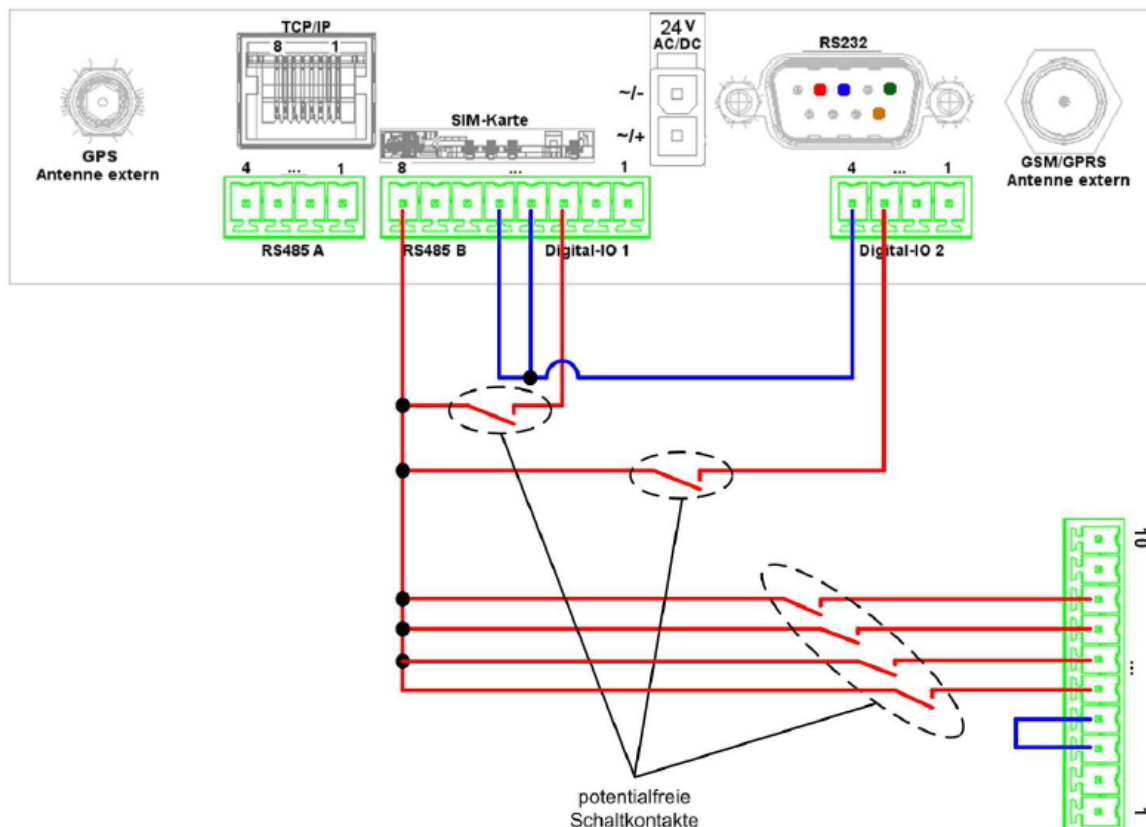 TCP/IP
8 1
24 V
AC/DC
RS232
~/-
~/+
SIM-Karte
GPS
Antenne extern
GSM/GPRS
Antenne extern
4 ... 1
8 ... 1
4 ... 1
RS485 A
RS485 B
Digital-IO 1
Digital-IO 2
10
...
1
potentialfreie
Schaltkontakte